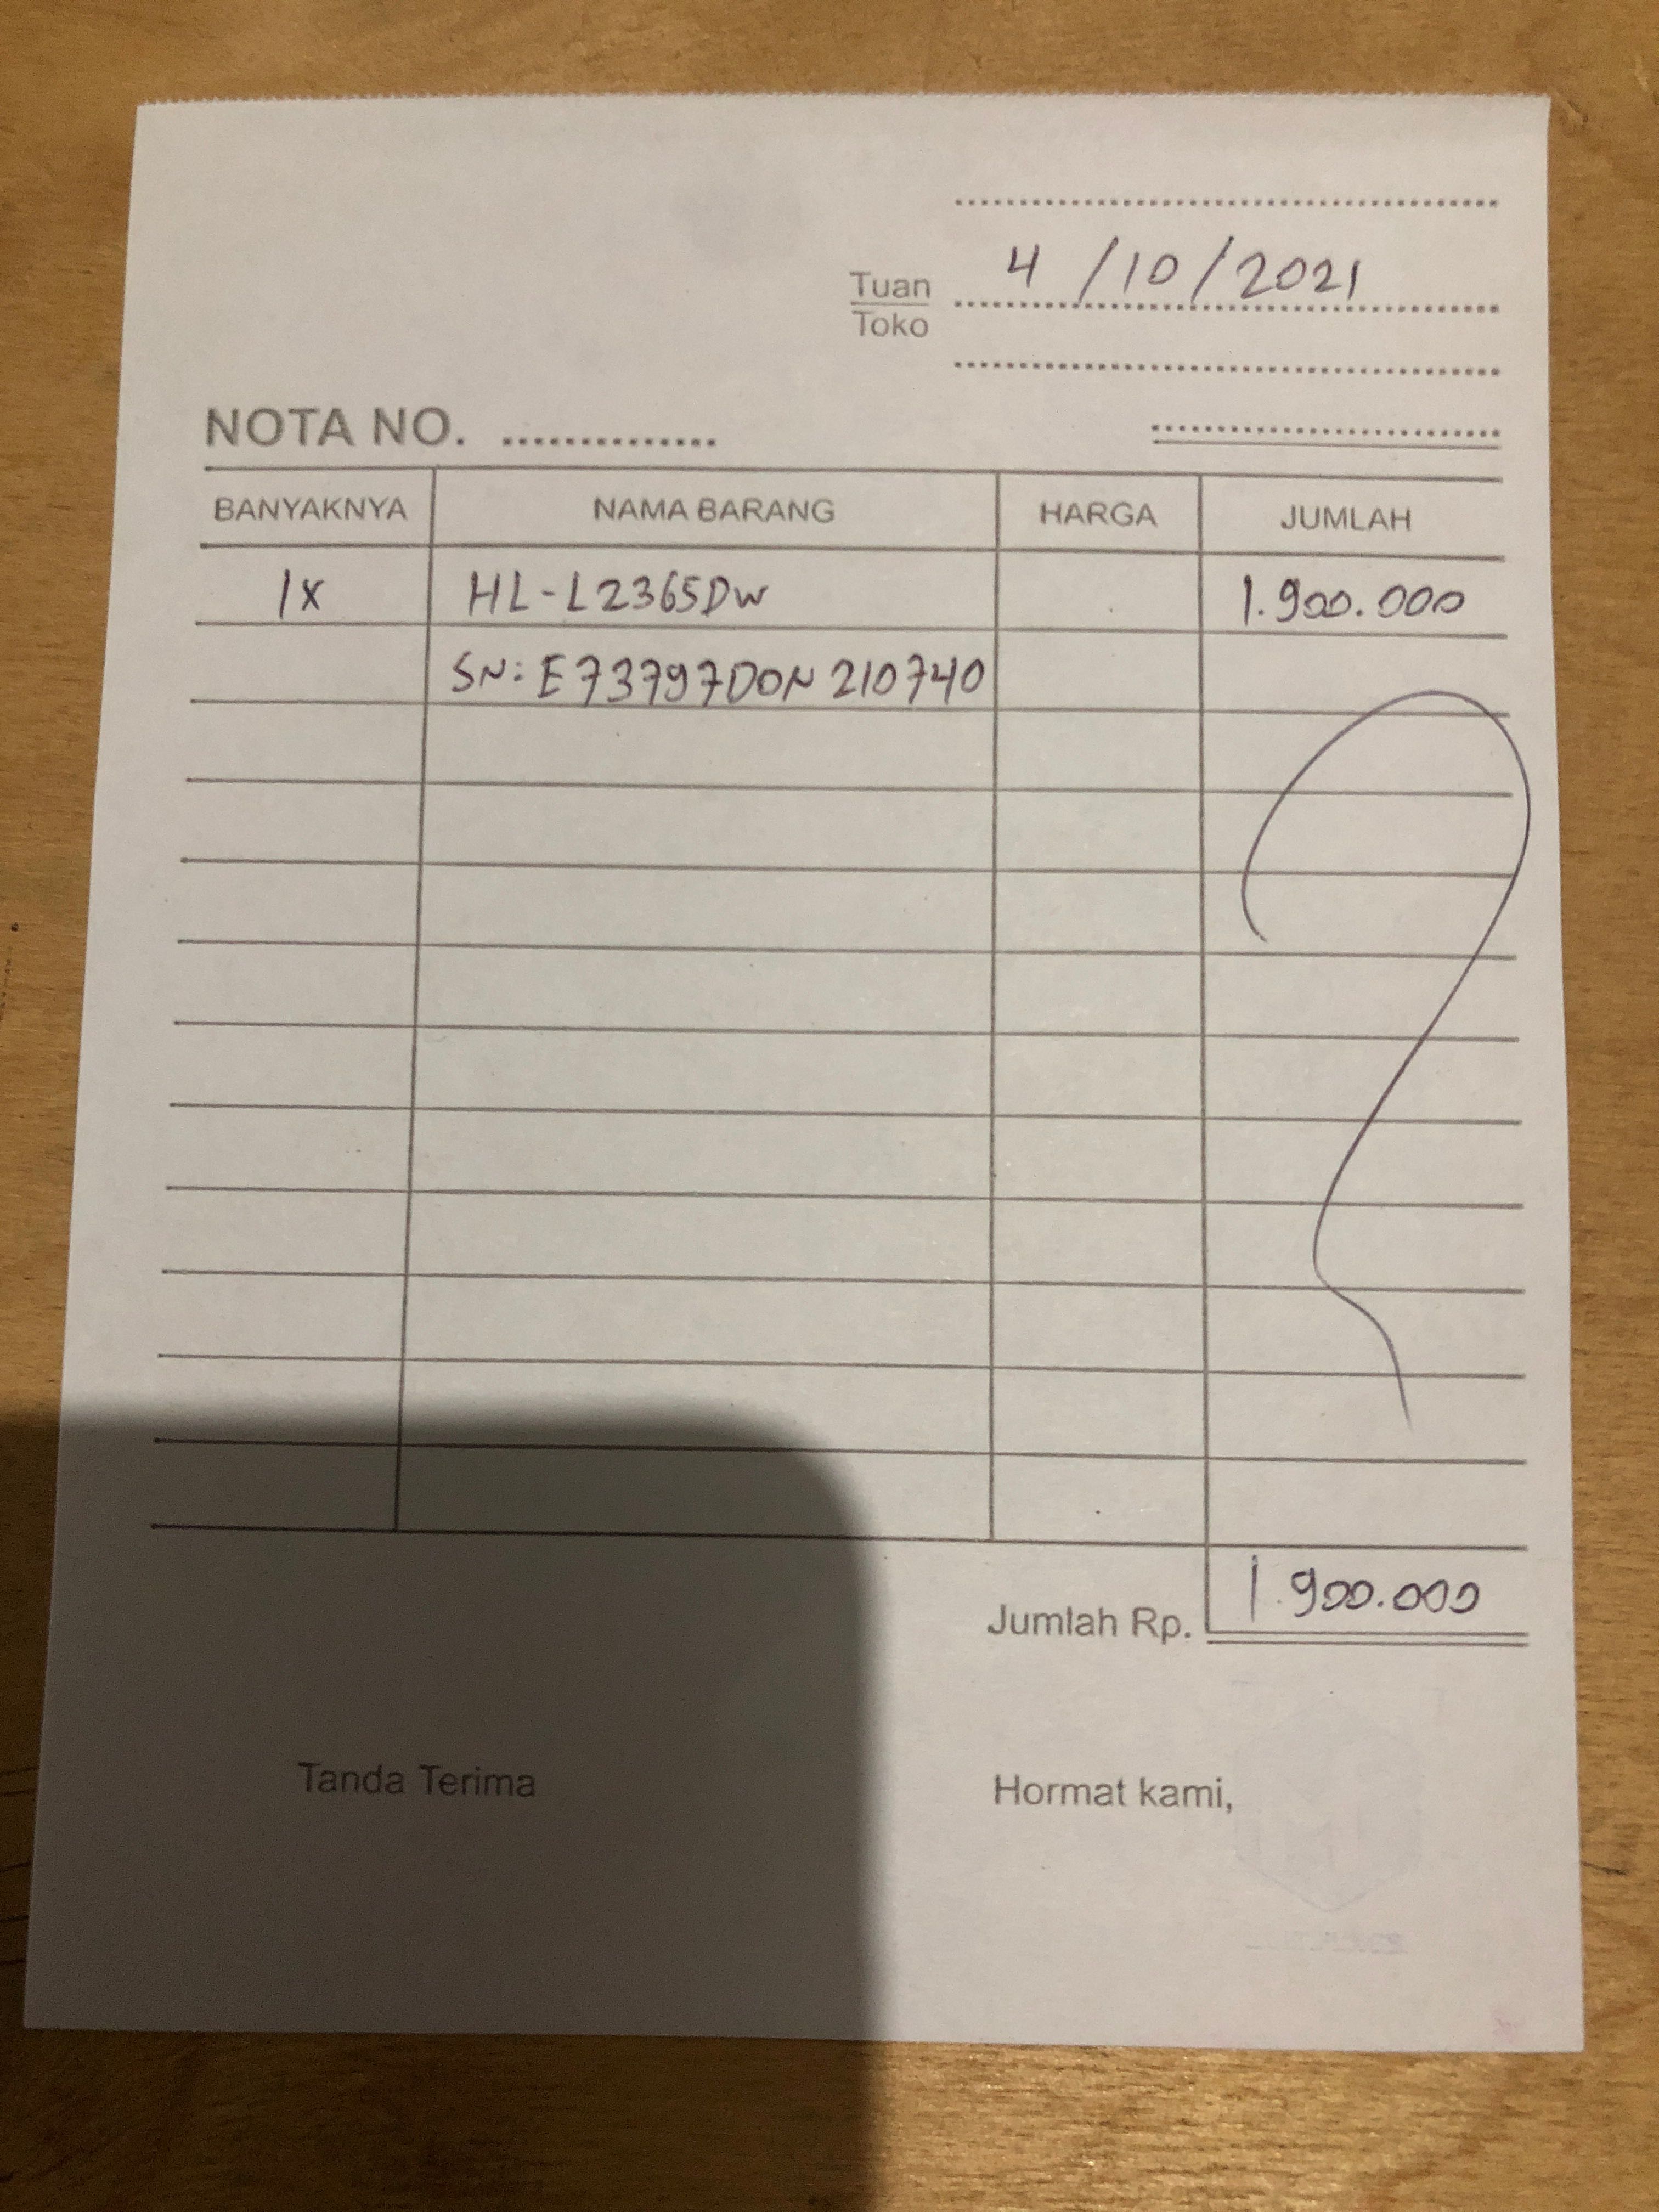 4/10/2021
Tuan
Toko
NOTA NO. ..............
BANYAKNYA NAMA BARANG HARGA JUMLAH
1x HL-L2365DW 1.900.000
SN: E73797D0N210740
Jumlah Rp. 1.900.000
Tanda Terima Hormat kami,